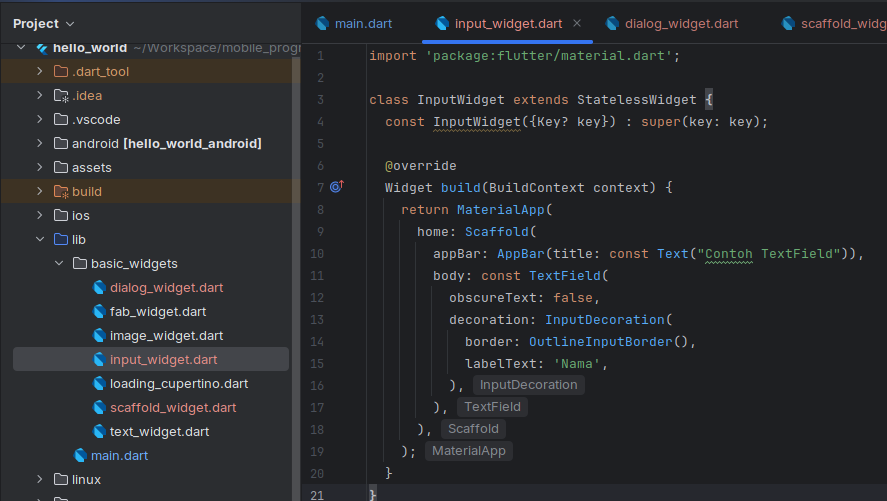 Project
main.dart
input_widget.dart
dialog_widget.dart
scaffold_widg
hello_world ~/Workspace/mobile_progr
.dart_tool
.idea
.vscode
android [hello_world_android]
assets
build
ios
lib
basic_widgets
dialog_widget.dart
fab_widget.dart
image_widget.dart
input_widget.dart
loading_cupertino.dart
scaffold_widget.dart
text_widget.dart
main.dart
linux
1 import 'package:flutter/material.dart';
2
3 class InputWidget extends StatelessWidget {
4 const InputWidget({Key? key}) : super(key: key);
5
6 @override
7 Widget build(BuildContext context) {
8 return MaterialApp(
9 home: Scaffold(
10 appBar: AppBar(title: const Text("Contoh TextField")),
11 body: const TextField(
12 obscureText: false,
13 decoration: InputDecoration(
14 border: OutlineInputBorder(),
15 labelText: 'Nama',
16 ), InputDecoration
17 ), TextField
18 ), Scaffold
19 ); MaterialApp
20 }
21 }